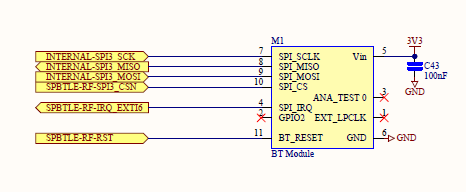 M1
3V3
INTERNAL-SPI3_SCK 7 SPI_SCLK Vin 5
INTERNAL-SPI3_MISO 8 SPI_MISO
INTERNAL-SPI3_MOSI 9 SPI_MOSI
SPBTLE-RF-SPI3_CSN 10 SPI_CS
C43
100nF
GND
ANA_TEST 0 3
SPBTLE-RF-IRQ_EXTI6 4 SPI_IRQ
2 GPIO2 EXT_LPCLK 1
SPBTLE-RF-RST 11 BT_RESET GND 6 GND
BT Module